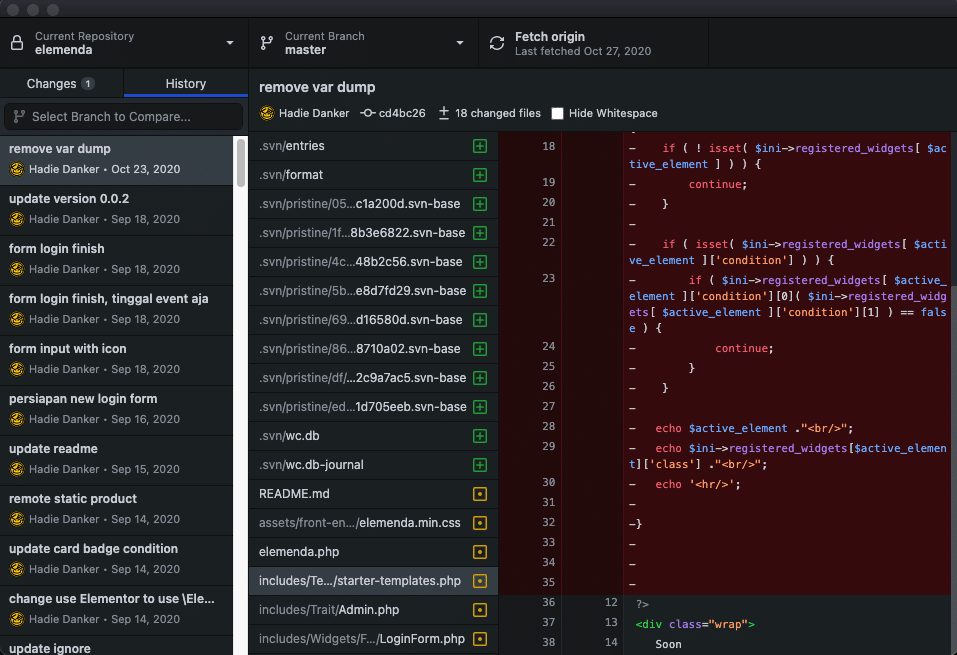 Current Repository
elemenda
Current Branch
master
Fetch origin
Last fetched Oct 27, 2020
Changes 1
History
Select Branch to Compare...
remove var dump
Hadie Danker • Oct 23, 2020
update version 0.0.2
Hadie Danker • Sep 18, 2020
form login finish
Hadie Danker • Sep 18, 2020
form login finish, tinggal event aja
Hadie Danker • Sep 18, 2020
form input with icon
Hadie Danker • Sep 18, 2020
persiapan new login form
Hadie Danker • Sep 16, 2020
update readme
Hadie Danker • Sep 15, 2020
remote static product
Hadie Danker • Sep 14, 2020
update card badge condition
Hadie Danker • Sep 14, 2020
change use Elementor to use \Ele...
Hadie Danker • Sep 14, 2020
update ignore
remove var dump
Hadie Danker cd4bc26 18 changed files Hide Whitespace
.svn/entries
.svn/format
.svn/pristine/05...c1a200d.svn-base
.svn/pristine/1f...8b3e6822.svn-base
.svn/pristine/4c...48b2c56.svn-base
.svn/pristine/5b...e8d7fd29.svn-base
.svn/pristine/69...d16580d.svn-base
.svn/pristine/86...8710a02.svn-base
.svn/pristine/df/...2c9a7ac5.svn-base
.svn/pristine/ed...1d705eeb.svn-base
.svn/wc.db
.svn/wc.db-journal
README.md
assets/front-en.../elemenda.min.css
elemenda.php
includes/Te.../starter-templates.php
includes/Trait/Admin.php
includes/Widgets/F.../LoginForm.php
18 -    if ( ! isset( $ini->registered_widgets[ $ac
tive_element ] ) ) {
19 -        continue;
20 -    }
21 -
22 -    if ( isset( $ini->registered_widgets[ $acti
ve_element ]['condition'] ) ) {
23 -        if ( $ini->registered_widgets[ $active_
element ]['condition'][0]( $ini->registered_widg
ets[ $active_element ]['condition'][1] ) == fals
e ) {
24 -            continue;
25 -        }
26 -    }
27 -
28 -   echo $active_element ."<br/>";
29 -   echo $ini->registered_widgets[$active_elemen
t]['class'] ."<br/>";
30 -   echo '<hr/>';
31 -
32 -}
33 -
34 -
35 -
36 12 ?>
37 13 <div class="wrap">
38 14    Soon